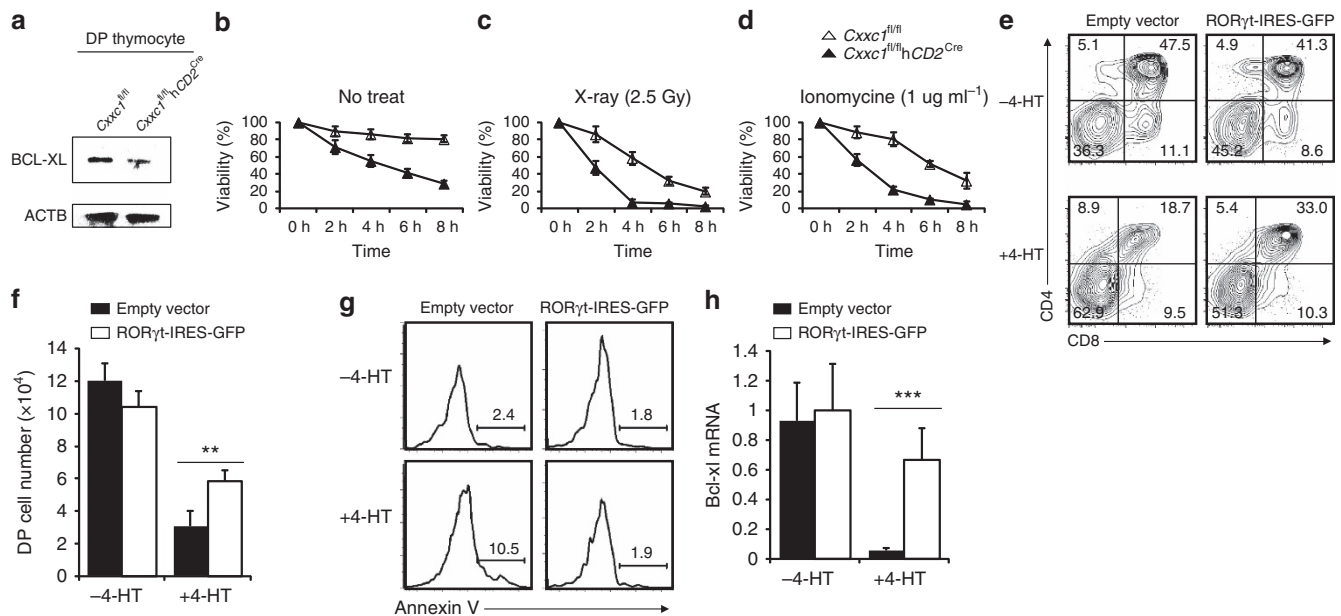 a
DP thymocyte
Cxxc1fl/fl
Cxxc1fl/flhCD2Cre
BCL-XL
ACTB
b
No treat
Viability (%)
100
80
60
40
20
0
0 h 2 h 4 h 6 h 8 h
Time
c
X-ray (2.5 Gy)
Viability (%)
100
80
60
40
20
0
0 h 2 h 4 h 6 h 8 h
Time
d
Cxxc1fl/fl
Cxxc1fl/flhCD2Cre
Ionomycine (1 ug ml−1)
Viability (%)
100
80
60
40
20
0
0 h 2 h 4 h 6 h 8 h
Time
e
Empty vector RORγt-IRES-GFP
–4-HT
5.1 47.5
36.3 11.1
4.9 41.3
45.2 8.6
+4-HT
8.9 18.7
62.9 9.5
5.4 33.0
51.3 10.3
CD4
CD8
f
Empty vector
RORγt-IRES-GFP
DP cell number (×10⁴)
14
12
10
8
6
4
2
0
**
–4-HT +4-HT
g
Empty vector RORγt-IRES-GFP
–4-HT
2.4 1.8
+4-HT
10.5 1.9
Annexin V
h
Empty vector
RORγt-IRES-GFP
Bcl-xl mRNA
1.4
1.2
1
0.8
0.6
0.4
0.2
0
***
–4-HT +4-HT